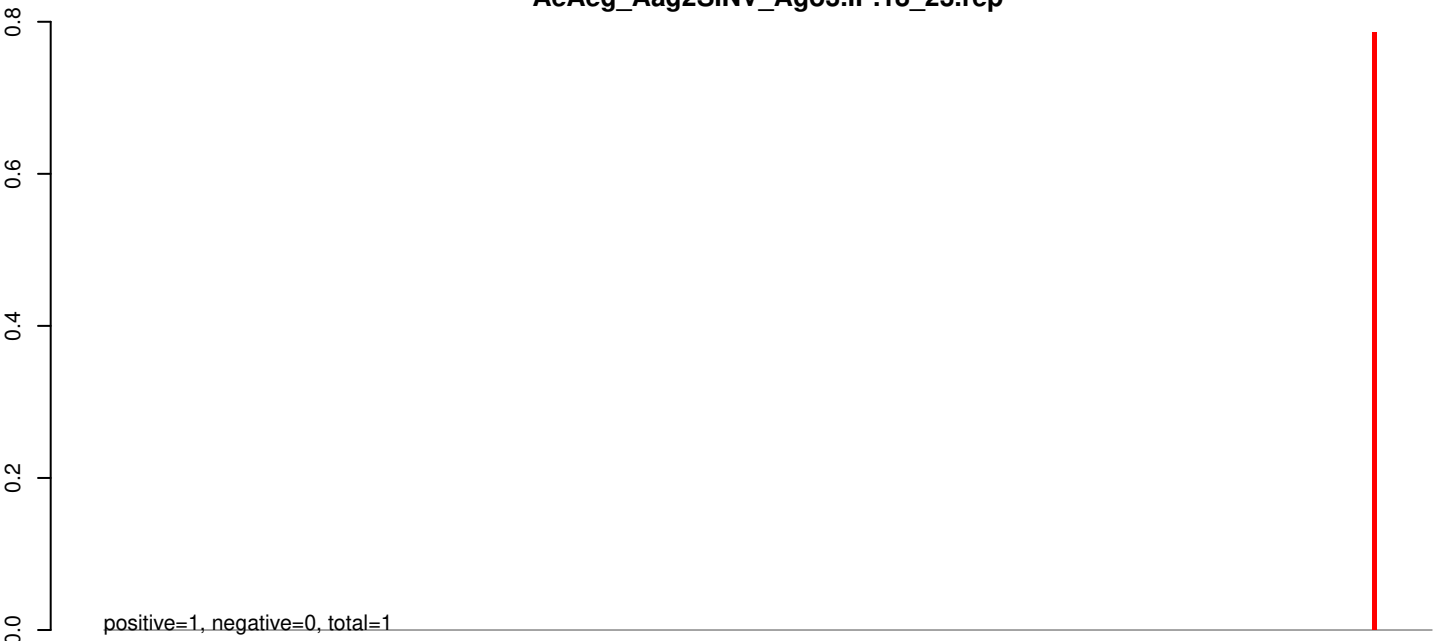 AeAeg_Aag2SINV_Ago3.IP.18_23.rep
0.8
0.6
0.4
0.2
0.0
positive=1, negative=0, total=1